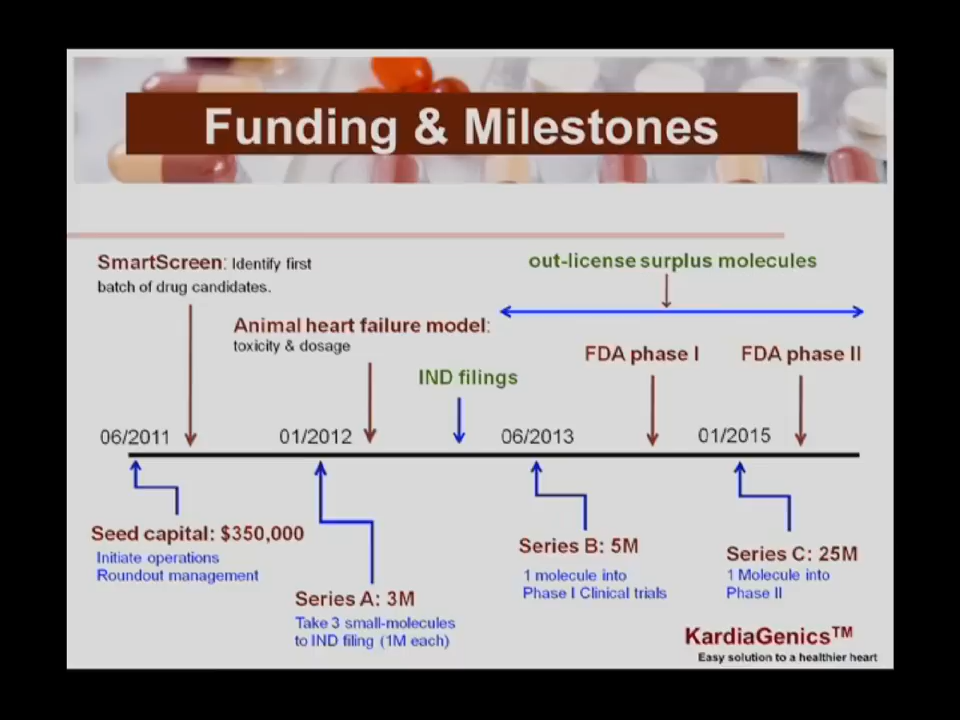 Funding & Milestones
SmartScreen: Identify first
batch of drug candidates.
out-license surplus molecules
Animal heart failure model:
toxicity & dosage
IND filings
FDA phase I
FDA phase II
06/2011
01/2012
06/2013
01/2015
Seed capital: $350,000
Initiate operations
Roundout management
Series A: 3M
Take 3 small-molecules
to IND filing (1M each)
Series B: 5M
1 molecule into
Phase I Clinical trials
Series C: 25M
1 Molecule into
Phase II
KardiaGenics™
Easy solution to a healthier heart